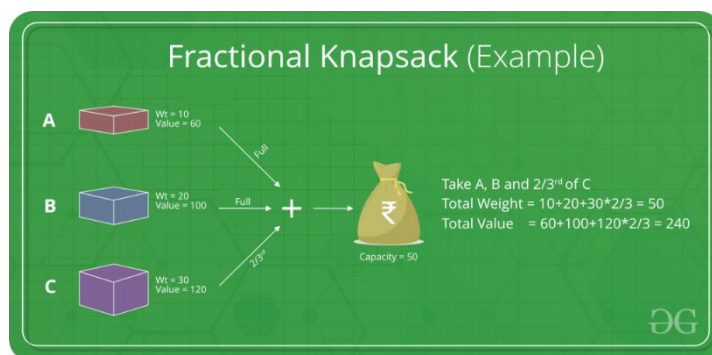 Fractional Knapsack (Example)
A
Wt = 10
Value = 60
Full
B
Wt = 20
Value = 100
Full
+
C
Wt = 30
Value = 120
2/3rd
₹
Capacity = 50
Take A, B and 2/3rd of C
Total Weight = 10+20+30*2/3 = 50
Total Value = 60+100+120*2/3 = 240